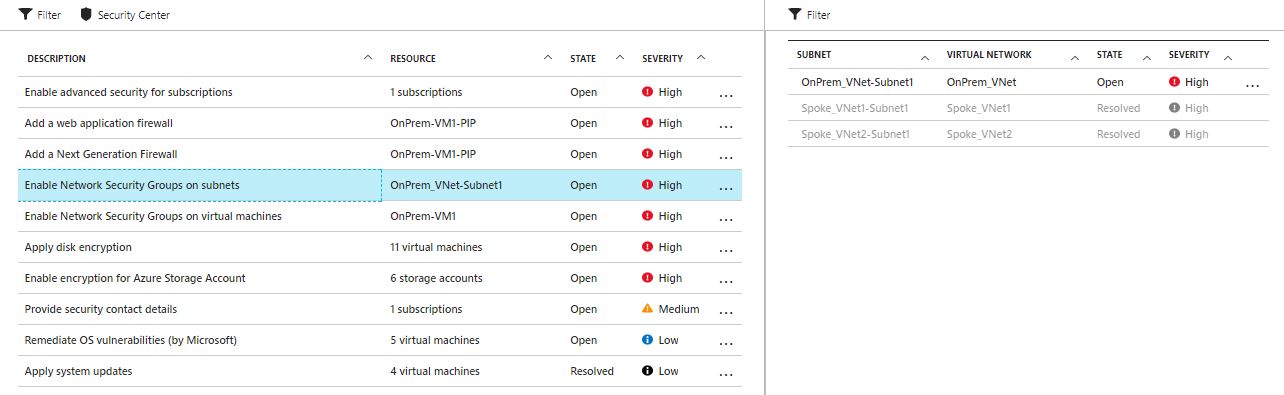 Filter Security Center
DESCRIPTION RESOURCE STATE SEVERITY
Enable advanced security for subscriptions 1 subscriptions Open High ...
Add a web application firewall OnPrem-VM1-PIP Open High ...
Add a Next Generation Firewall OnPrem-VM1-PIP Open High ...
Enable Network Security Groups on subnets OnPrem_VNet-Subnet1 Open High ...
Enable Network Security Groups on virtual machines OnPrem-VM1 Open High ...
Apply disk encryption 11 virtual machines Open High ...
Enable encryption for Azure Storage Account 6 storage accounts Open High ...
Provide security contact details 1 subscriptions Open Medium ...
Remediate OS vulnerabilities (by Microsoft) 5 virtual machines Open Low ...
Apply system updates 4 virtual machines Resolved Low ...
Filter
SUBNET VIRTUAL NETWORK STATE SEVERITY
OnPrem_VNet-Subnet1 OnPrem_VNet Open High ...
Spoke_VNet1-Subnet1 Spoke_VNet1 Resolved High
Spoke_VNet2-Subnet1 Spoke_VNet2 Resolved High